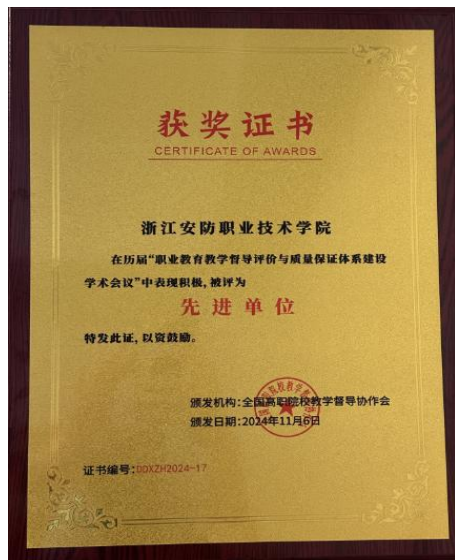 获奖证书
CERTIFICATE OF AWARDS
浙江安防职业技术学院
在历届“职业教育教学督导评价与质量保证体系建设
学术会议”中表现积极,被评为
先进单位
特发此证,以资鼓励。
颁发机构:全国高职院校教学督导协作会
颁发日期:2024年11月6日
证书编号:DDXZH2024-17